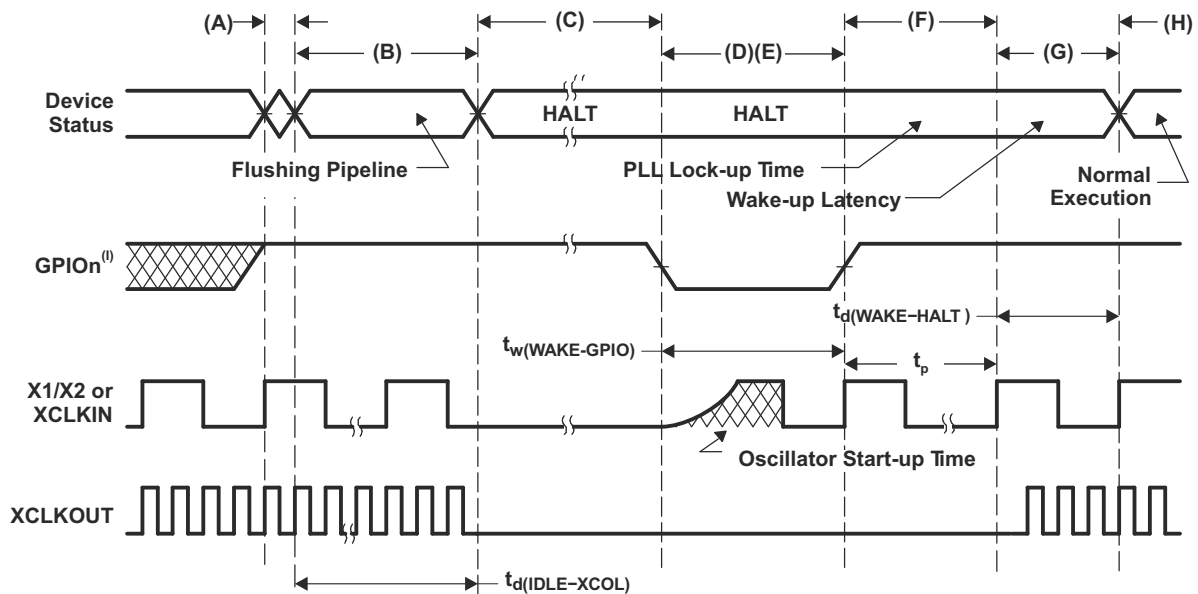 (A)
(B)
(C)
(D)(E)
(F)
(G)
(H)
Device
Status
HALT
HALT
Flushing Pipeline
PLL Lock-up Time
Wake-up Latency
Normal
Execution
GPIOn(I)
td(WAKE−HALT )
tw(WAKE-GPIO)
tp
X1/X2 or
XCLKIN
Oscillator Start-up Time
XCLKOUT
td(IDLE−XCOL)